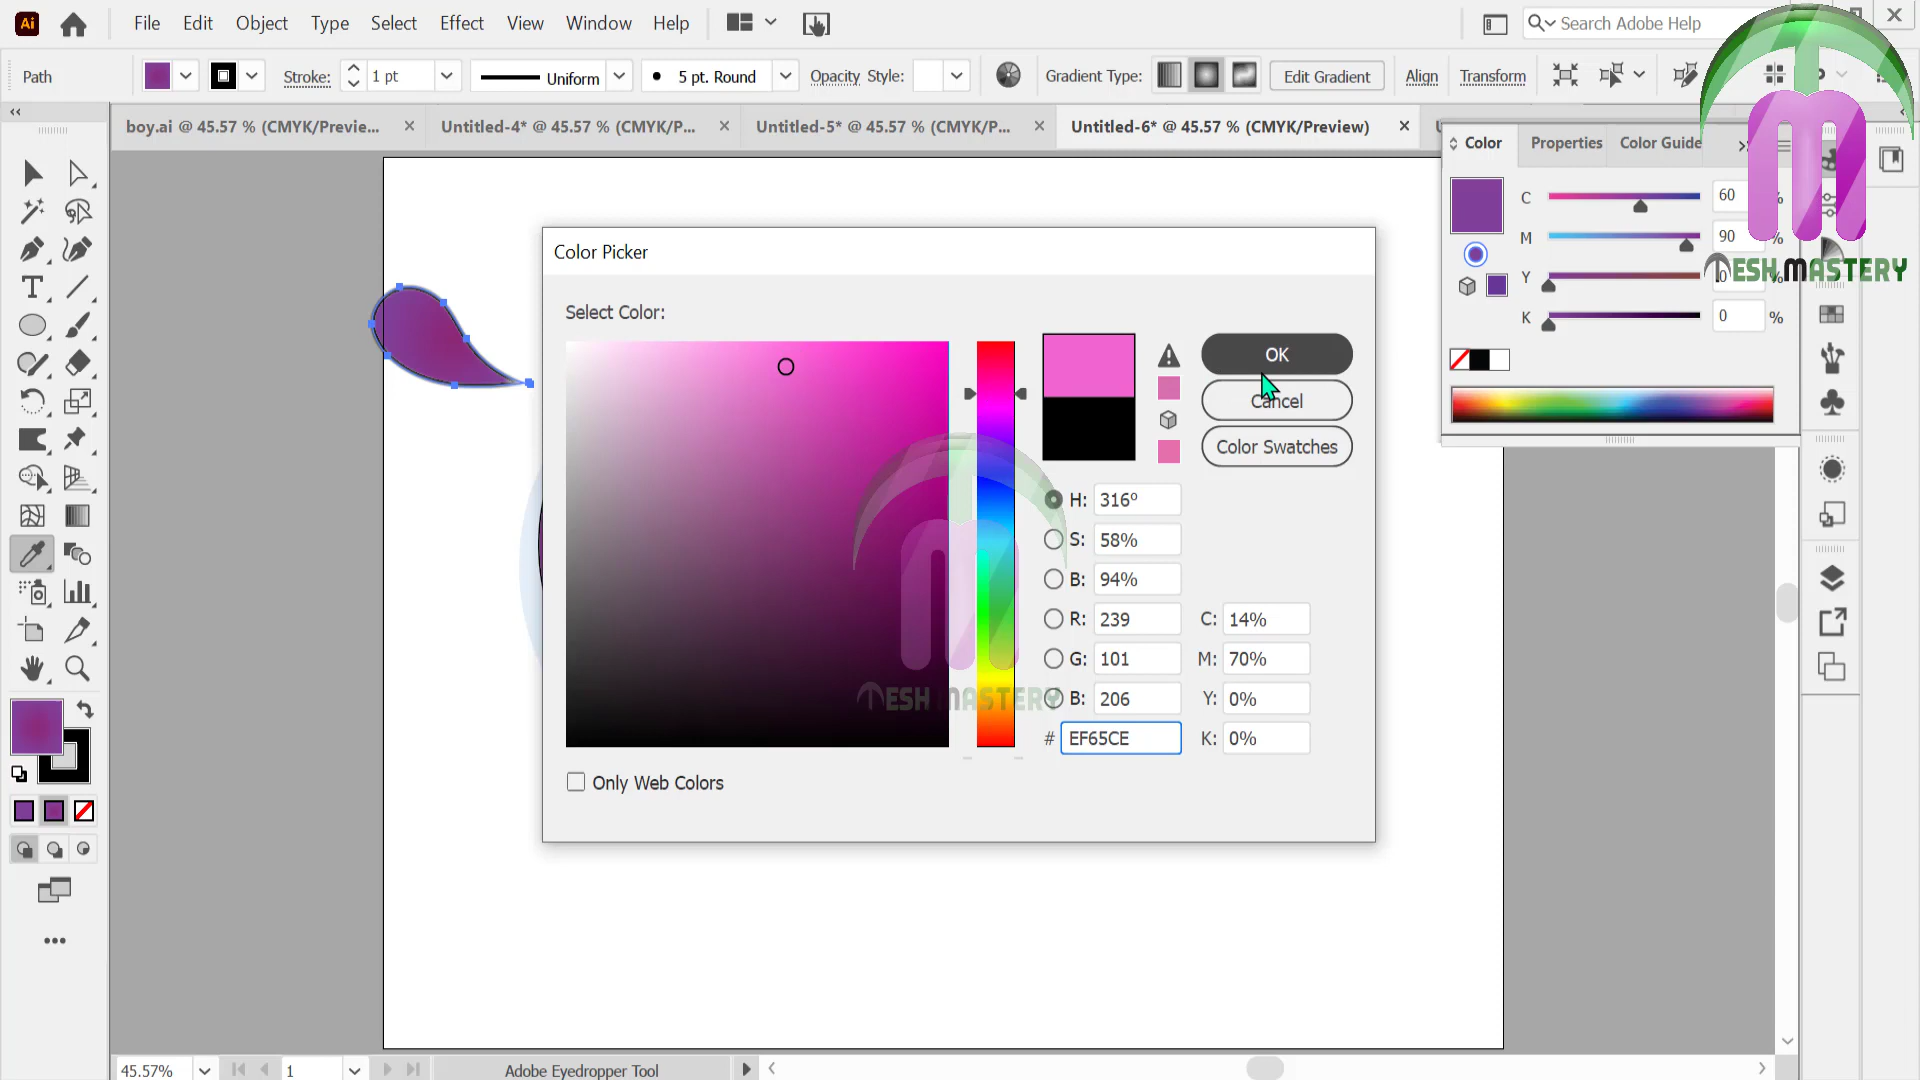 Ai File Edit Object Type Select Effect View Window Help Search Adobe Help
Path Stroke: 1 pt Uniform 5 pt. Round Opacity Style: Gradient Type: Edit Gradient Align Transform
boy.ai @ 45.57 % (CMYK/Previe... Untitled-4* @ 45.57 % (CMYK/P... Untitled-5* @ 45.57 % (CMYK/P... Untitled-6* @ 45.57 % (CMYK/Preview)
Color Properties Color Guide
C 60 %
M 90 %
Y 0 %
K 0 %
MESH MASTERY
Color Picker
Select Color:
OK
Cancel
Color Swatches
H: 316°
S: 58%
B: 94%
R: 239 C: 14%
G: 101 M: 70%
B: 206 Y: 0%
# EF65CE K: 0%
MESH MASTERY
Only Web Colors
45.57% 1 Adobe Eyedropper Tool